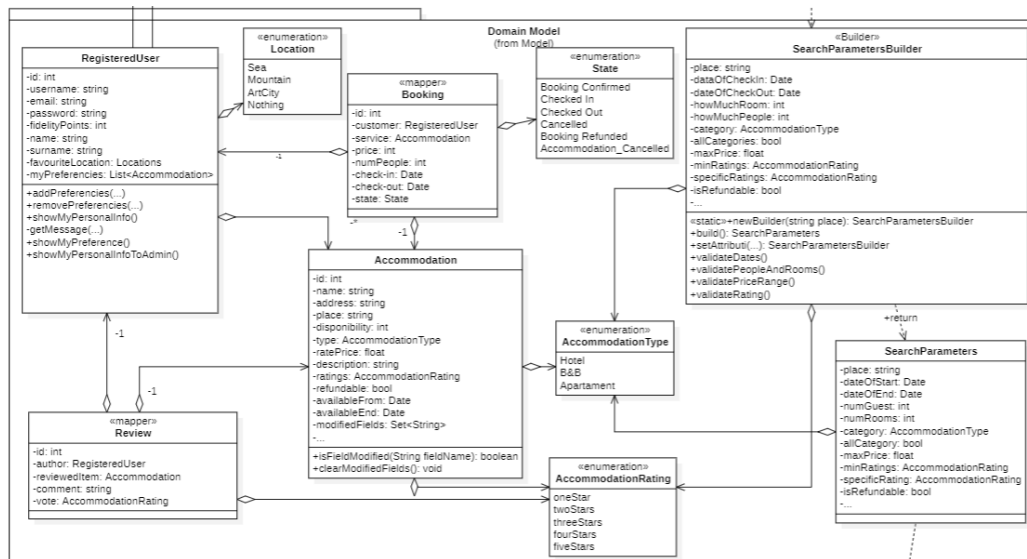 Domain Model
(from Model)
RegisteredUser
-id: int
-username: string
-email: string
-password: string
-fidelityPoints: int
-name: string
-surname: string
-favouriteLocation: Locations
-myPreferencies: List<Accommodation>
+addPreferencies(...)
+removePreferencies(...)
+showMyPersonalInfo()
-getMessage(...)
+showMyPreference()
+showMyPersonalInfoToAdmin()
«enumeration»
Location
Sea
Mountain
ArtCity
Nothing
«mapper»
Booking
-id: int
-customer: RegisteredUser
-service: Accommodation
-price: int
-numPeople: int
-check-in: Date
-check-out: Date
-state: State
«enumeration»
State
Booking Confirmed
Checked In
Checked Out
Cancelled
Booking Refunded
Accommodation_Cancelled
«Builder»
SearchParametersBuilder
-place: string
-dataOfCheckIn: Date
-dateOfCheckOut: Date
-howMuchRoom: int
-howMuchPeople: int
-category: AccommodationType
-allCategories: bool
-maxPrice: float
-minRatings: AccommodationRating
-specificRatings: AccommodationRating
-isRefundable: bool
-...
«static»+newBuilder(string place): SearchParametersBuilder
+build(): SearchParameters
+setAttributi(...): SearchParametersBuilder
+validateDates()
+validatePeopleAndRooms()
+validatePriceRange()
+validateRating()
-1
-*
-1
Accommodation
-id: int
-name: string
-address: string
-place: string
-disponibility: int
-type: AccommodationType
-ratePrice: float
-description: string
-ratings: AccommodationRating
-refundable: bool
-availableFrom: Date
-availableEnd: Date
-modifiedFields: Set<String>
-...
+isFieldModified(String fieldName): boolean
+clearModifiedFields(): void
«enumeration»
AccommodationType
Hotel
B&B
Apartament
+return
SearchParameters
-place: string
-dateOfStart: Date
-dateOfEnd: Date
-numGuest: int
-numRooms: int
-category: AccommodationType
-allCategory: bool
-maxPrice: float
-minRatings: AccommodationRating
-specificRating: AccommodationRating
-isRefundable: bool
-...
-1
-1
«mapper»
Review
-id: int
-author: RegisteredUser
-reviewedItem: Accommodation
-comment: string
-vote: AccommodationRating
«enumeration»
AccommodationRating
oneStar
twoStars
threeStars
fourStars
fiveStars